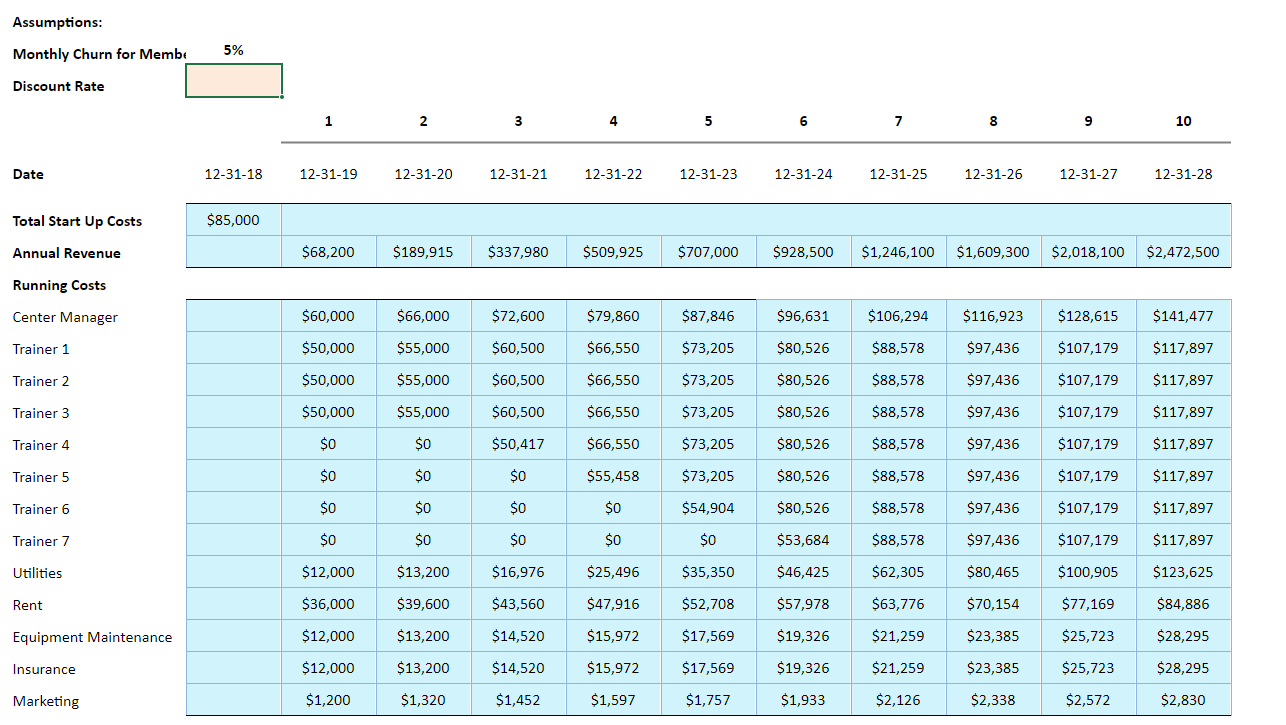 Assumptions:
Monthly Churn for Membe 5%
Discount Rate
1 2 3 4 5 6 7 8 9 10
Date 12-31-18 12-31-19 12-31-20 12-31-21 12-31-22 12-31-23 12-31-24 12-31-25 12-31-26 12-31-27 12-31-28
Total Start Up Costs $85,000
Annual Revenue $68,200 $189,915 $337,980 $509,925 $707,000 $928,500 $1,246,100 $1,609,300 $2,018,100 $2,472,500
Running Costs
Center Manager $60,000 $66,000 $72,600 $79,860 $87,846 $96,631 $106,294 $116,923 $128,615 $141,477
Trainer 1 $50,000 $55,000 $60,500 $66,550 $73,205 $80,526 $88,578 $97,436 $107,179 $117,897
Trainer 2 $50,000 $55,000 $60,500 $66,550 $73,205 $80,526 $88,578 $97,436 $107,179 $117,897
Trainer 3 $50,000 $55,000 $60,500 $66,550 $73,205 $80,526 $88,578 $97,436 $107,179 $117,897
Trainer 4 $0 $0 $50,417 $66,550 $73,205 $80,526 $88,578 $97,436 $107,179 $117,897
Trainer 5 $0 $0 $0 $55,458 $73,205 $80,526 $88,578 $97,436 $107,179 $117,897
Trainer 6 $0 $0 $0 $0 $54,904 $80,526 $88,578 $97,436 $107,179 $117,897
Trainer 7 $0 $0 $0 $0 $0 $53,684 $88,578 $97,436 $107,179 $117,897
Utilities $12,000 $13,200 $16,976 $25,496 $35,350 $46,425 $62,305 $80,465 $100,905 $123,625
Rent $36,000 $39,600 $43,560 $47,916 $52,708 $57,978 $63,776 $70,154 $77,169 $84,886
Equipment Maintenance $12,000 $13,200 $14,520 $15,972 $17,569 $19,326 $21,259 $23,385 $25,723 $28,295
Insurance $12,000 $13,200 $14,520 $15,972 $17,569 $19,326 $21,259 $23,385 $25,723 $28,295
Marketing $1,200 $1,320 $1,452 $1,597 $1,757 $1,933 $2,126 $2,338 $2,572 $2,830